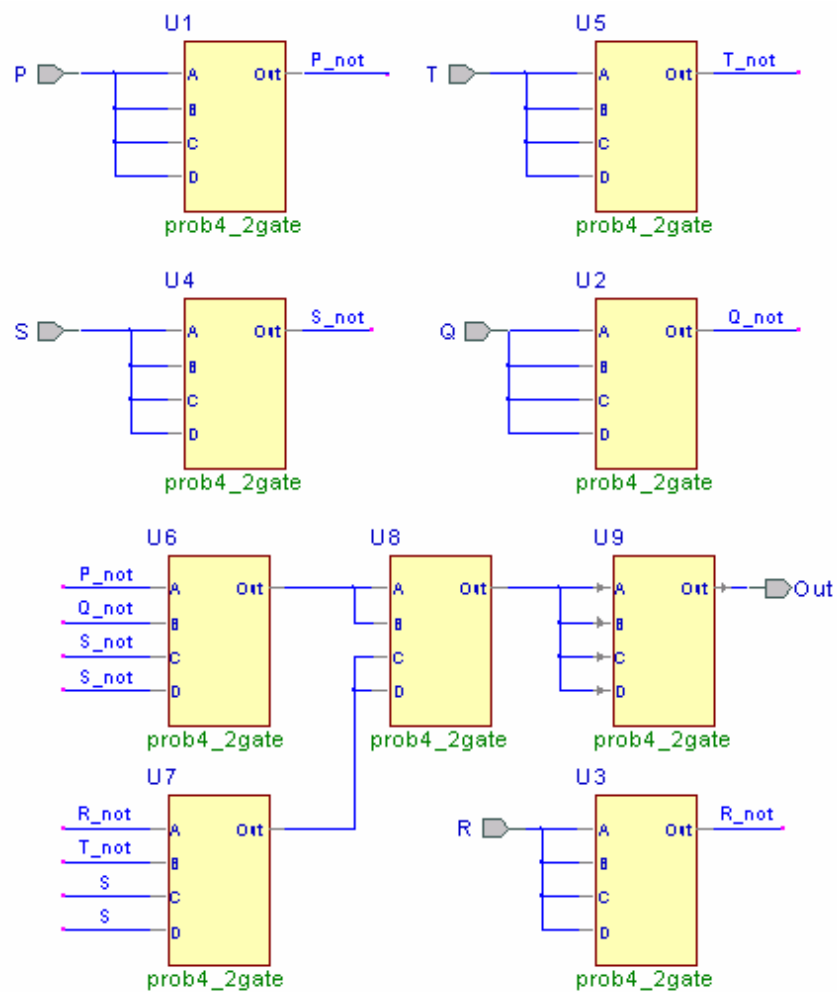 U1
U5
P
A
Out
P_not
T
A
Out
T_not
B
B
C
C
D
D
prob4_2gate
prob4_2gate
U4
U2
S
A
Out
S_not
Q
A
Out
Q_not
B
B
C
C
D
D
prob4_2gate
prob4_2gate
U6
U8
U9
P_not
A
Out
A
Out
A
Out
Out
Q_not
B
B
B
S_not
C
C
C
S_not
D
D
D
prob4_2gate
prob4_2gate
prob4_2gate
U7
U3
R_not
A
Out
R
A
Out
R_not
T_not
B
B
S
C
C
S
D
D
prob4_2gate
prob4_2gate